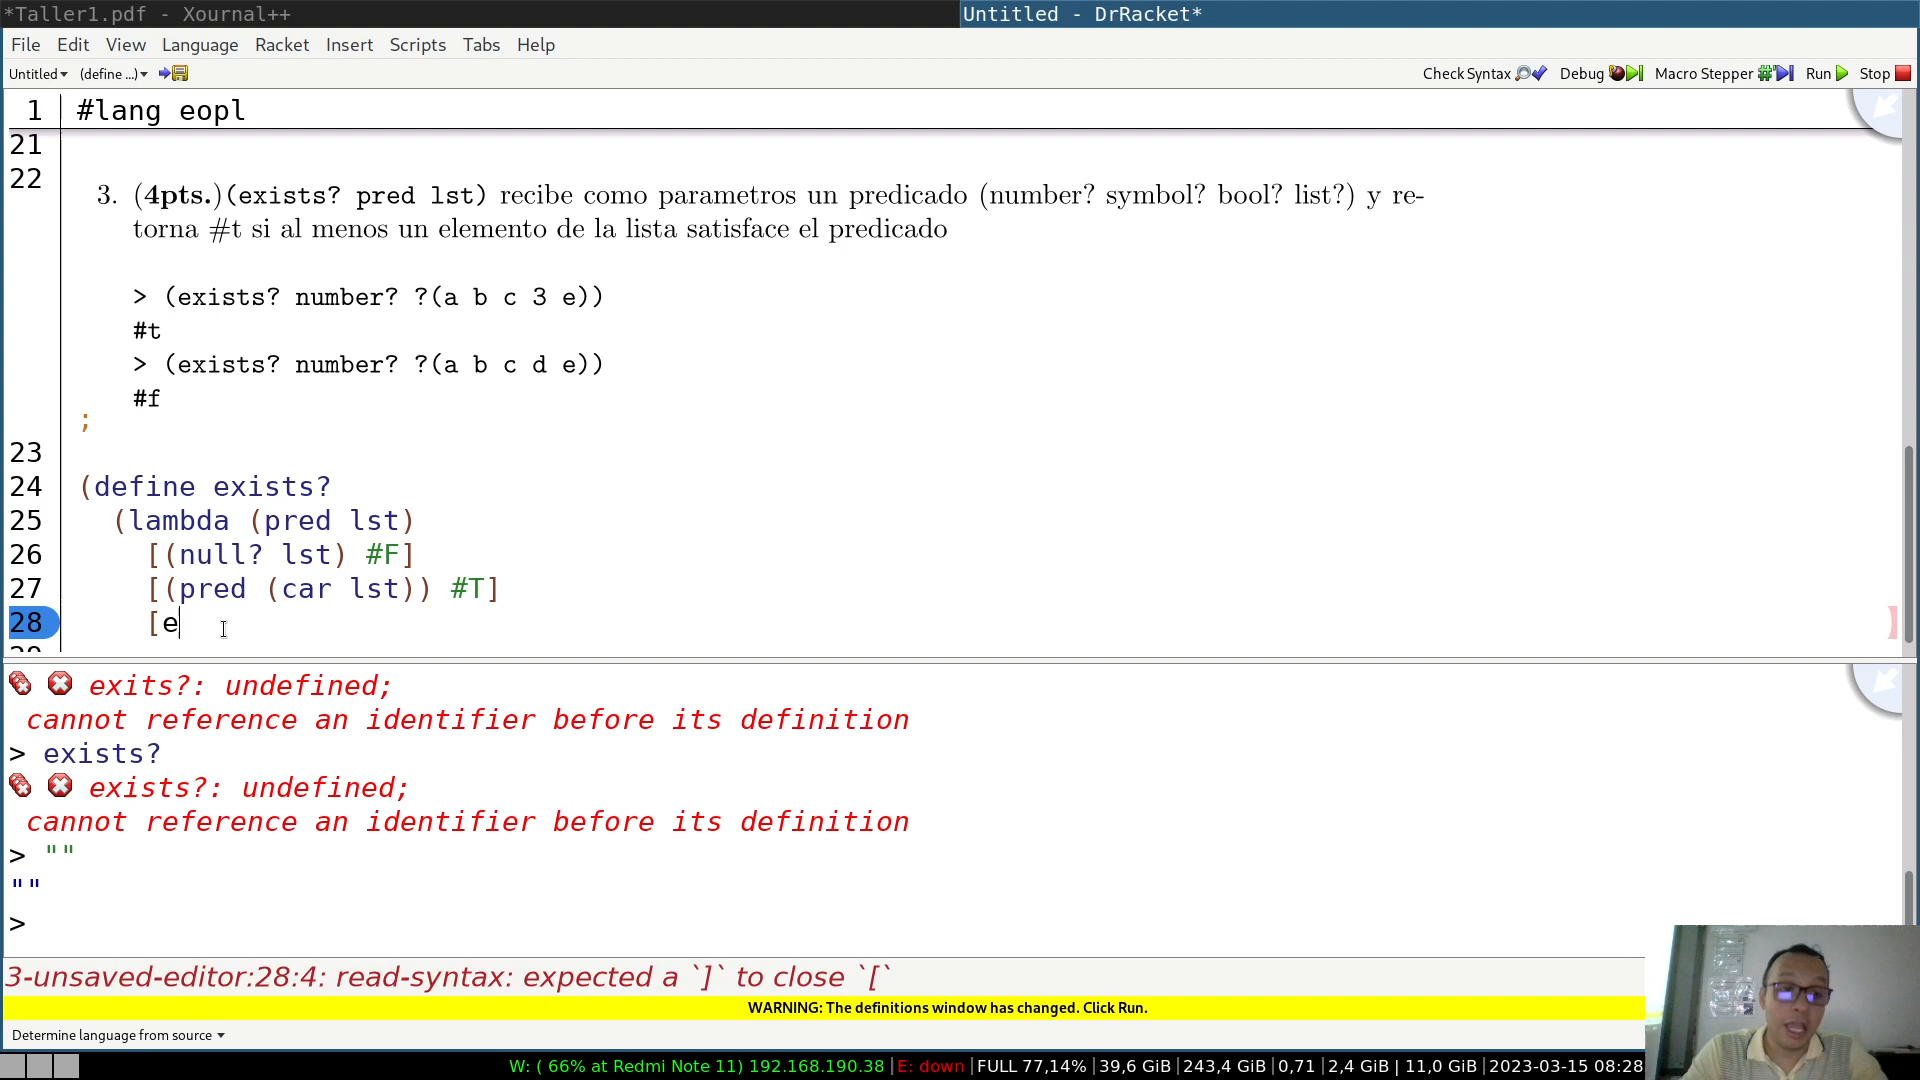 *Taller1.pdf - Xournal++
Untitled - DrRacket*
File Edit View Language Racket Insert Scripts Tabs Help
Untitled (define ...) Check Syntax Debug Macro Stepper Run Stop
1 #lang eopl
21
22
3. (4pts.)(exists? pred lst) recibe como parametros un predicado (number? symbol? bool? list?) y re-
torna #t si al menos un elemento de la lista satisface el predicado
> (exists? number? ?(a b c 3 e))
#t
> (exists? number? ?(a b c d e))
#f
;
23
24 (define exists?
25 (lambda (pred lst)
26 [(null? lst) #F]
27 [(pred (car lst)) #T]
28 [e
]
exits?: undefined;
cannot reference an identifier before its definition
> exists?
exists?: undefined;
cannot reference an identifier before its definition
> ""
""
>
3-unsaved-editor:28:4: read-syntax: expected a `]` to close `[`
WARNING: The definitions window has changed. Click Run.
Determine language from source
W: ( 66% at Redmi Note 11) 192.168.190.38 |E: down |FULL 77,14% |39,6 GiB |243,4 GiB |0,71 |2,4 GiB | 11,0 GiB |2023-03-15 08:28